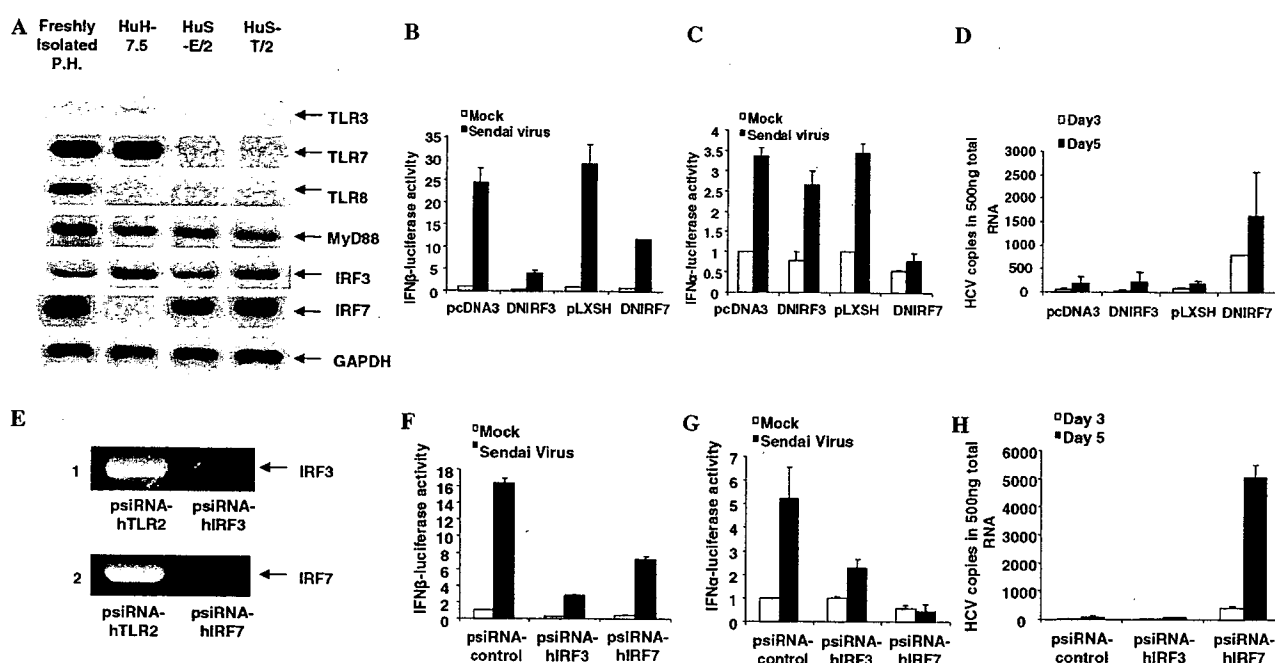 A
Freshly
Isolated
P.H.
HuH-
7.5
HuS
-E/2
HuS-
T/2
TLR3
TLR7
TLR8
MyD88
IRF3
IRF7
GAPDH
B
Mock
Sendai virus
IFNβ-luciferase activity
35
30
25
20
15
10
5
0
pcDNA3 DNIRF3 pLXSH DNIRF7
C
Mock
Sendai virus
IFNα-luciferase activity
4
3.5
3
2.5
2
1.5
1
0.5
0
pcDNA3 DNIRF3 pLXSH DNIRF7
D
Day3
Day5
HCV copies in 500ng total
RNA
3000
2500
2000
1500
1000
500
0
pcDNA3 DNIRF3 pLXSH DNIRF7
E
1
IRF3
psiRNA-
hTLR2
psiRNA-
hIRF3
2
IRF7
psiRNA-
hTLR2
psiRNA-
hIRF7
F
Mock
Sendai Virus
IFNβ-luciferase activity
18
16
14
12
10
8
6
4
2
0
psiRNA-
control
psiRNA-
hIRF3
psiRNA-
hIRF7
G
Mock
Sendai Virus
IFNα-luciferase activity
7
6
5
4
3
2
1
0
psiRNA-
control
psiRNA-
hIRF3
psiRNA-
hIRF7
H
Day 3
Day 5
HCV copies in 500ng total
RNA
6000
5000
4000
3000
2000
1000
0
psiRNA-
control
psiRNA-
hIRF3
psiRNA-
hIRF7